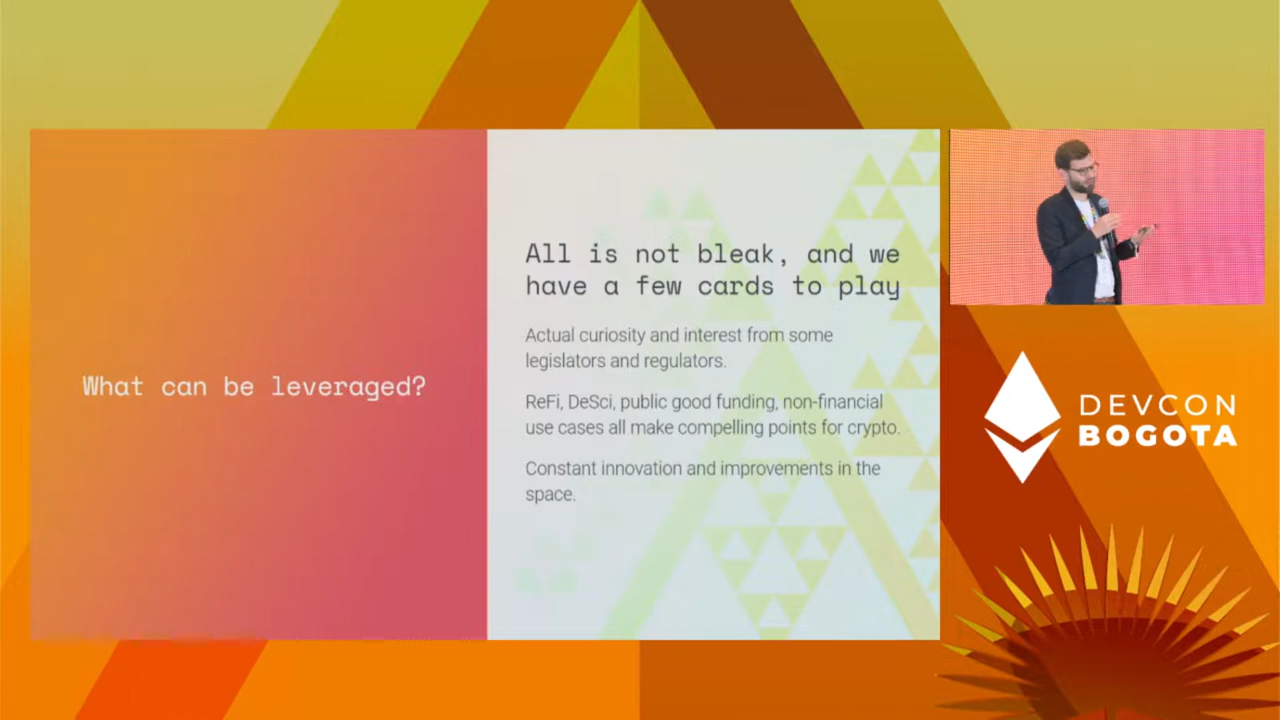 What can be leveraged?
All is not bleak, and we
have a few cards to play
Actual curiosity and interest from some
legislators and regulators.
ReFi, DeSci, public good funding, non-financial
use cases all make compelling points for crypto.
Constant innovation and improvements in the
space.
DEVCON
BOGOTA